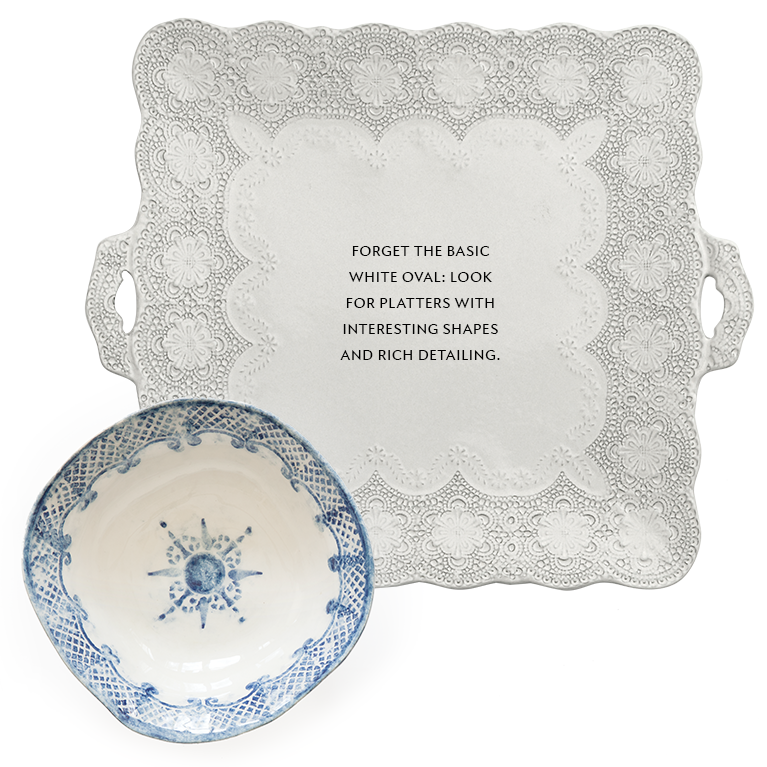 FORGET THE BASIC
WHITE OVAL: LOOK
FOR PLATTERS WITH
INTERESTING SHAPES
AND RICH DETAILING.